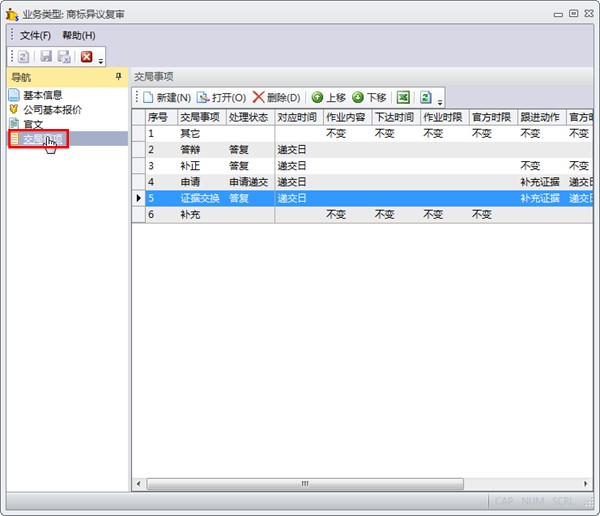 业务类型: 商标异议复审
文件(F) 帮助(H)
导航
基本信息
公司基本报价
官文
交局事项
交局事项
新建(N) 打开(O) 删除(D) 上移 下移
序号 交局事项 处理状态 对应时间 作业内容 下达时间 作业时限 官方时限 跟进动作 官方时
1 其它 不变 不变 不变 不变 不变 不变
2 答辩 答复 递交日
3 补正 答复 递交日 不变 不变
4 申请 申请递交 递交日 补充证据 递交日
5 证据交换 答复 递交日 补充证据 递交日
6 补充 不变 不变 不变 不变
CAP NUM SCRL